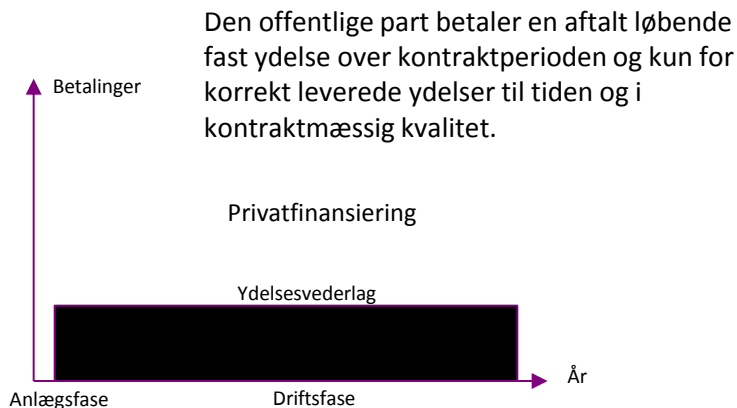 Den offentlige part betaler en aftalt løbende
fast ydelse over kontraktperioden og kun for
korrekt leverede ydelser til tiden og i
kontraktmæssig kvalitet.
Betalinger
Privatfinansiering
Ydelsesvederlag
År
Anlægsfase
Driftsfase